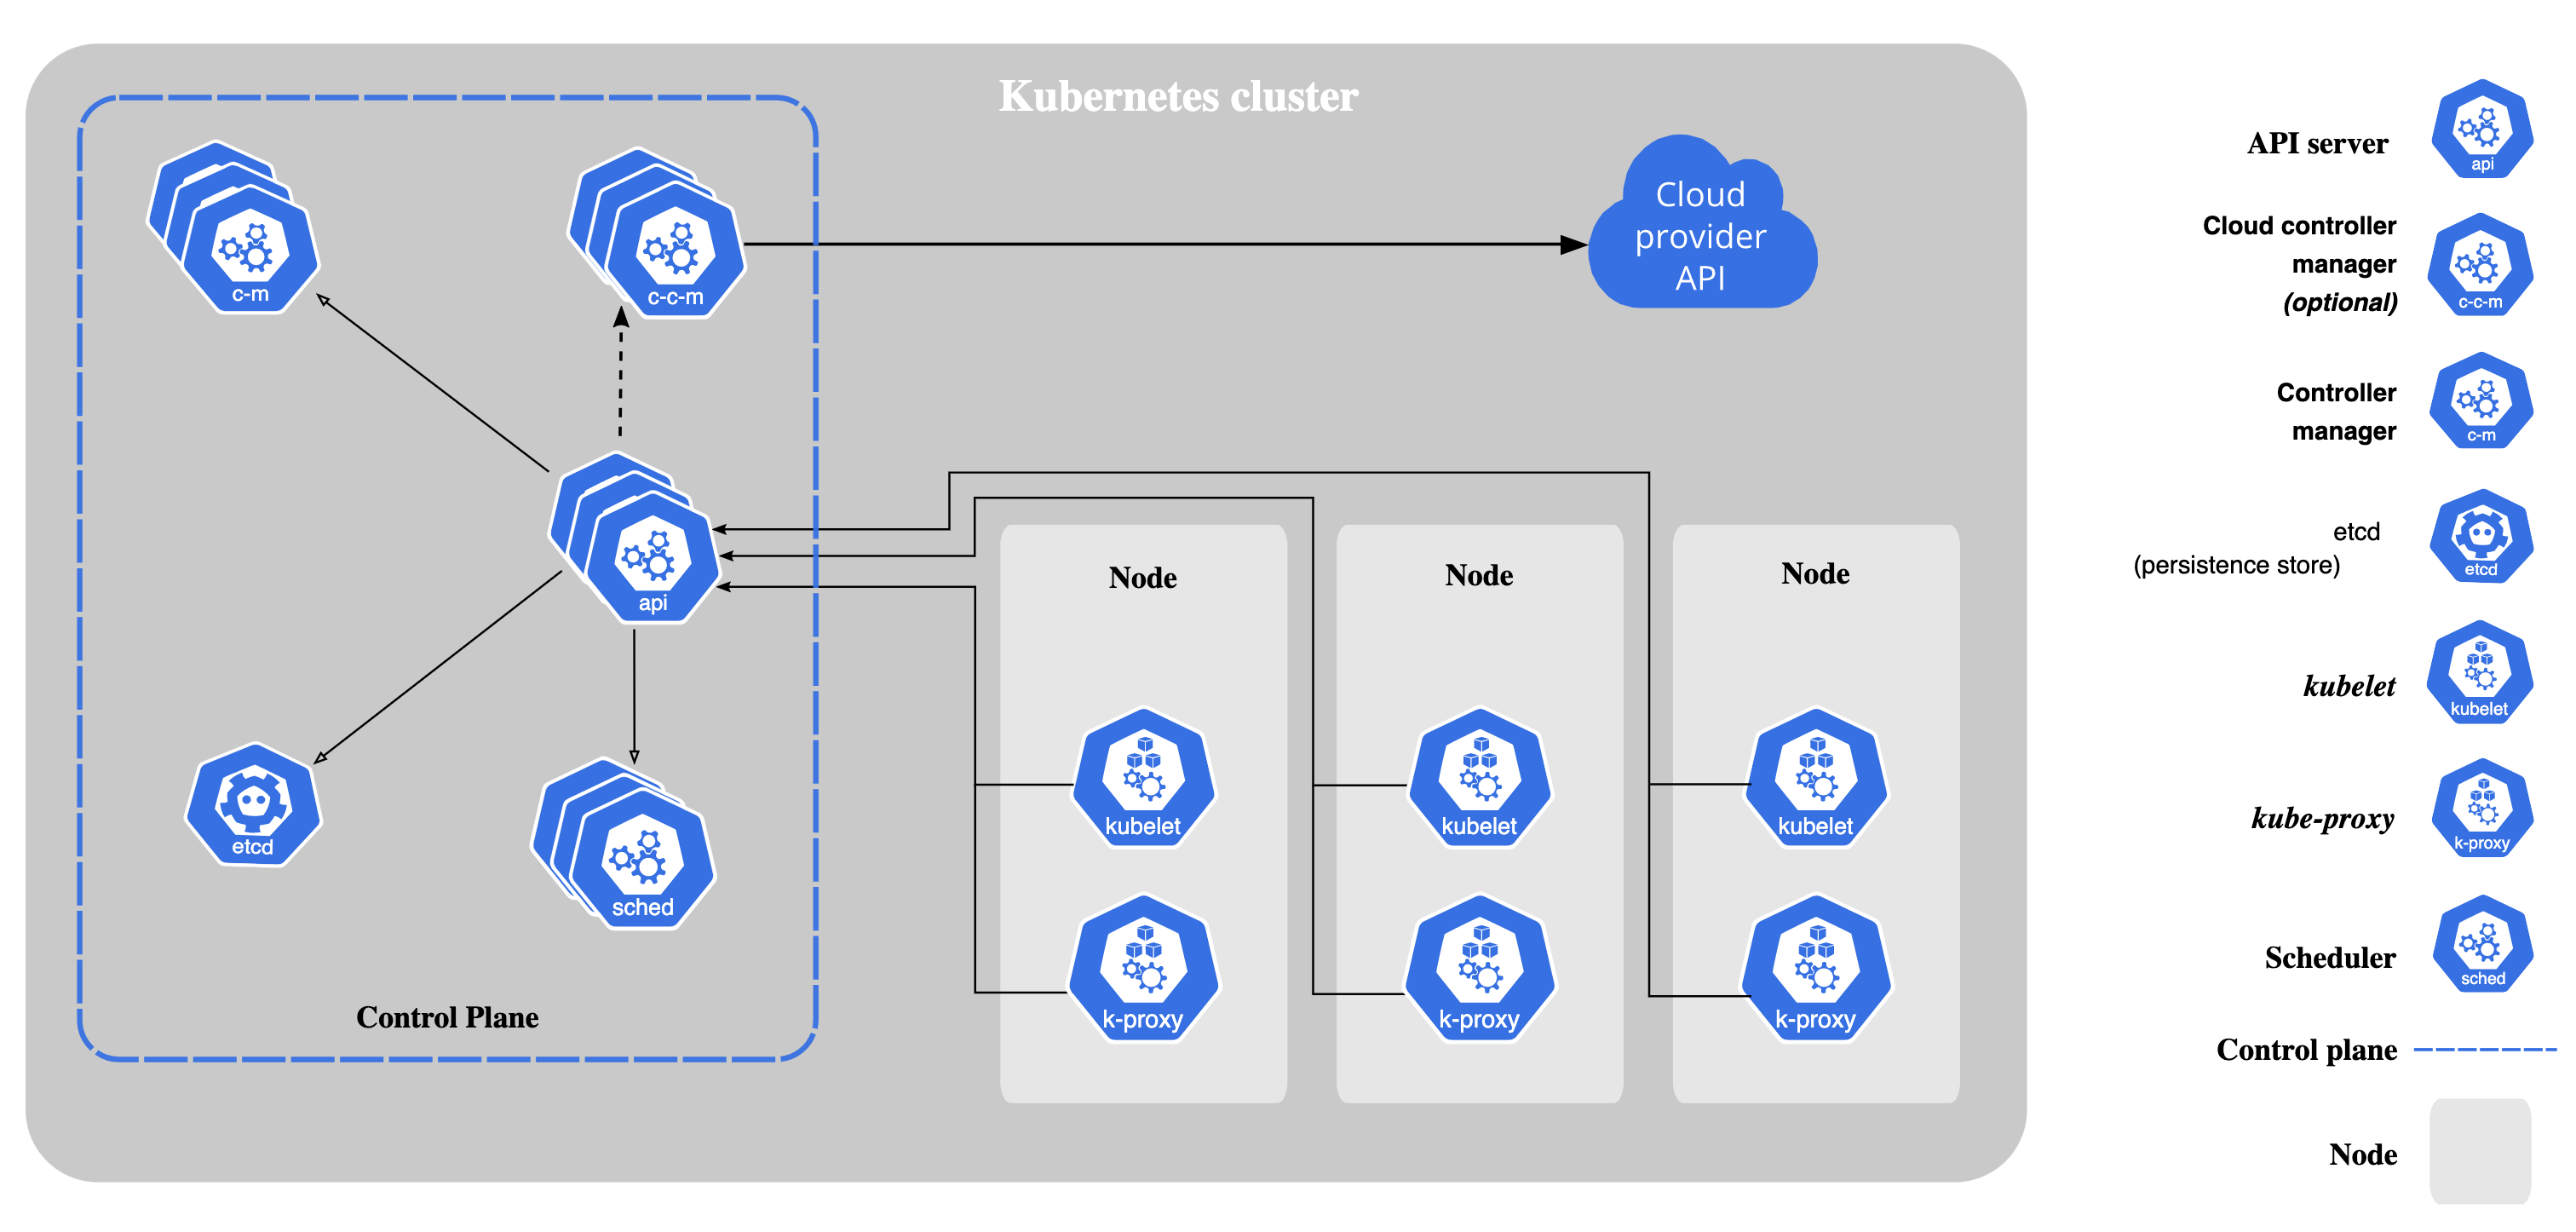 Kubernetes cluster
c-m
c-c-m
Cloud
provider
API
api
etcd
sched
Control Plane
Node
kubelet
k-proxy
Node
kubelet
k-proxy
Node
kubelet
k-proxy
API server
api
Cloud controller
manager
(optional)
c-c-m
Controller
manager
c-m
etcd
(persistence store)
etcd
kubelet
kubelet
kube-proxy
k-proxy
Scheduler
sched
Control plane
Node